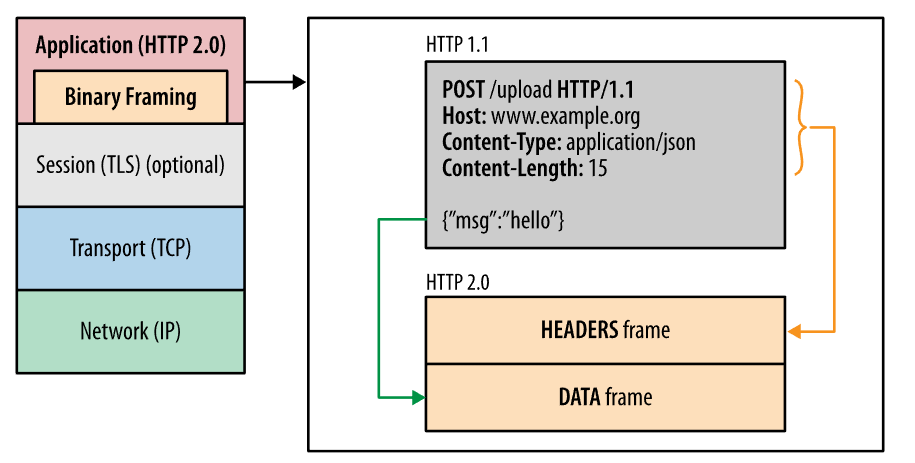 Application (HTTP 2.0)
Binary Framing
Session (TLS) (optional)
Transport (TCP)
Network (IP)
HTTP 1.1
POST /upload HTTP/1.1
Host: www.example.org
Content-Type: application/json
Content-Length: 15
{”msg”:”hello”}
HTTP 2.0
HEADERS frame
DATA frame